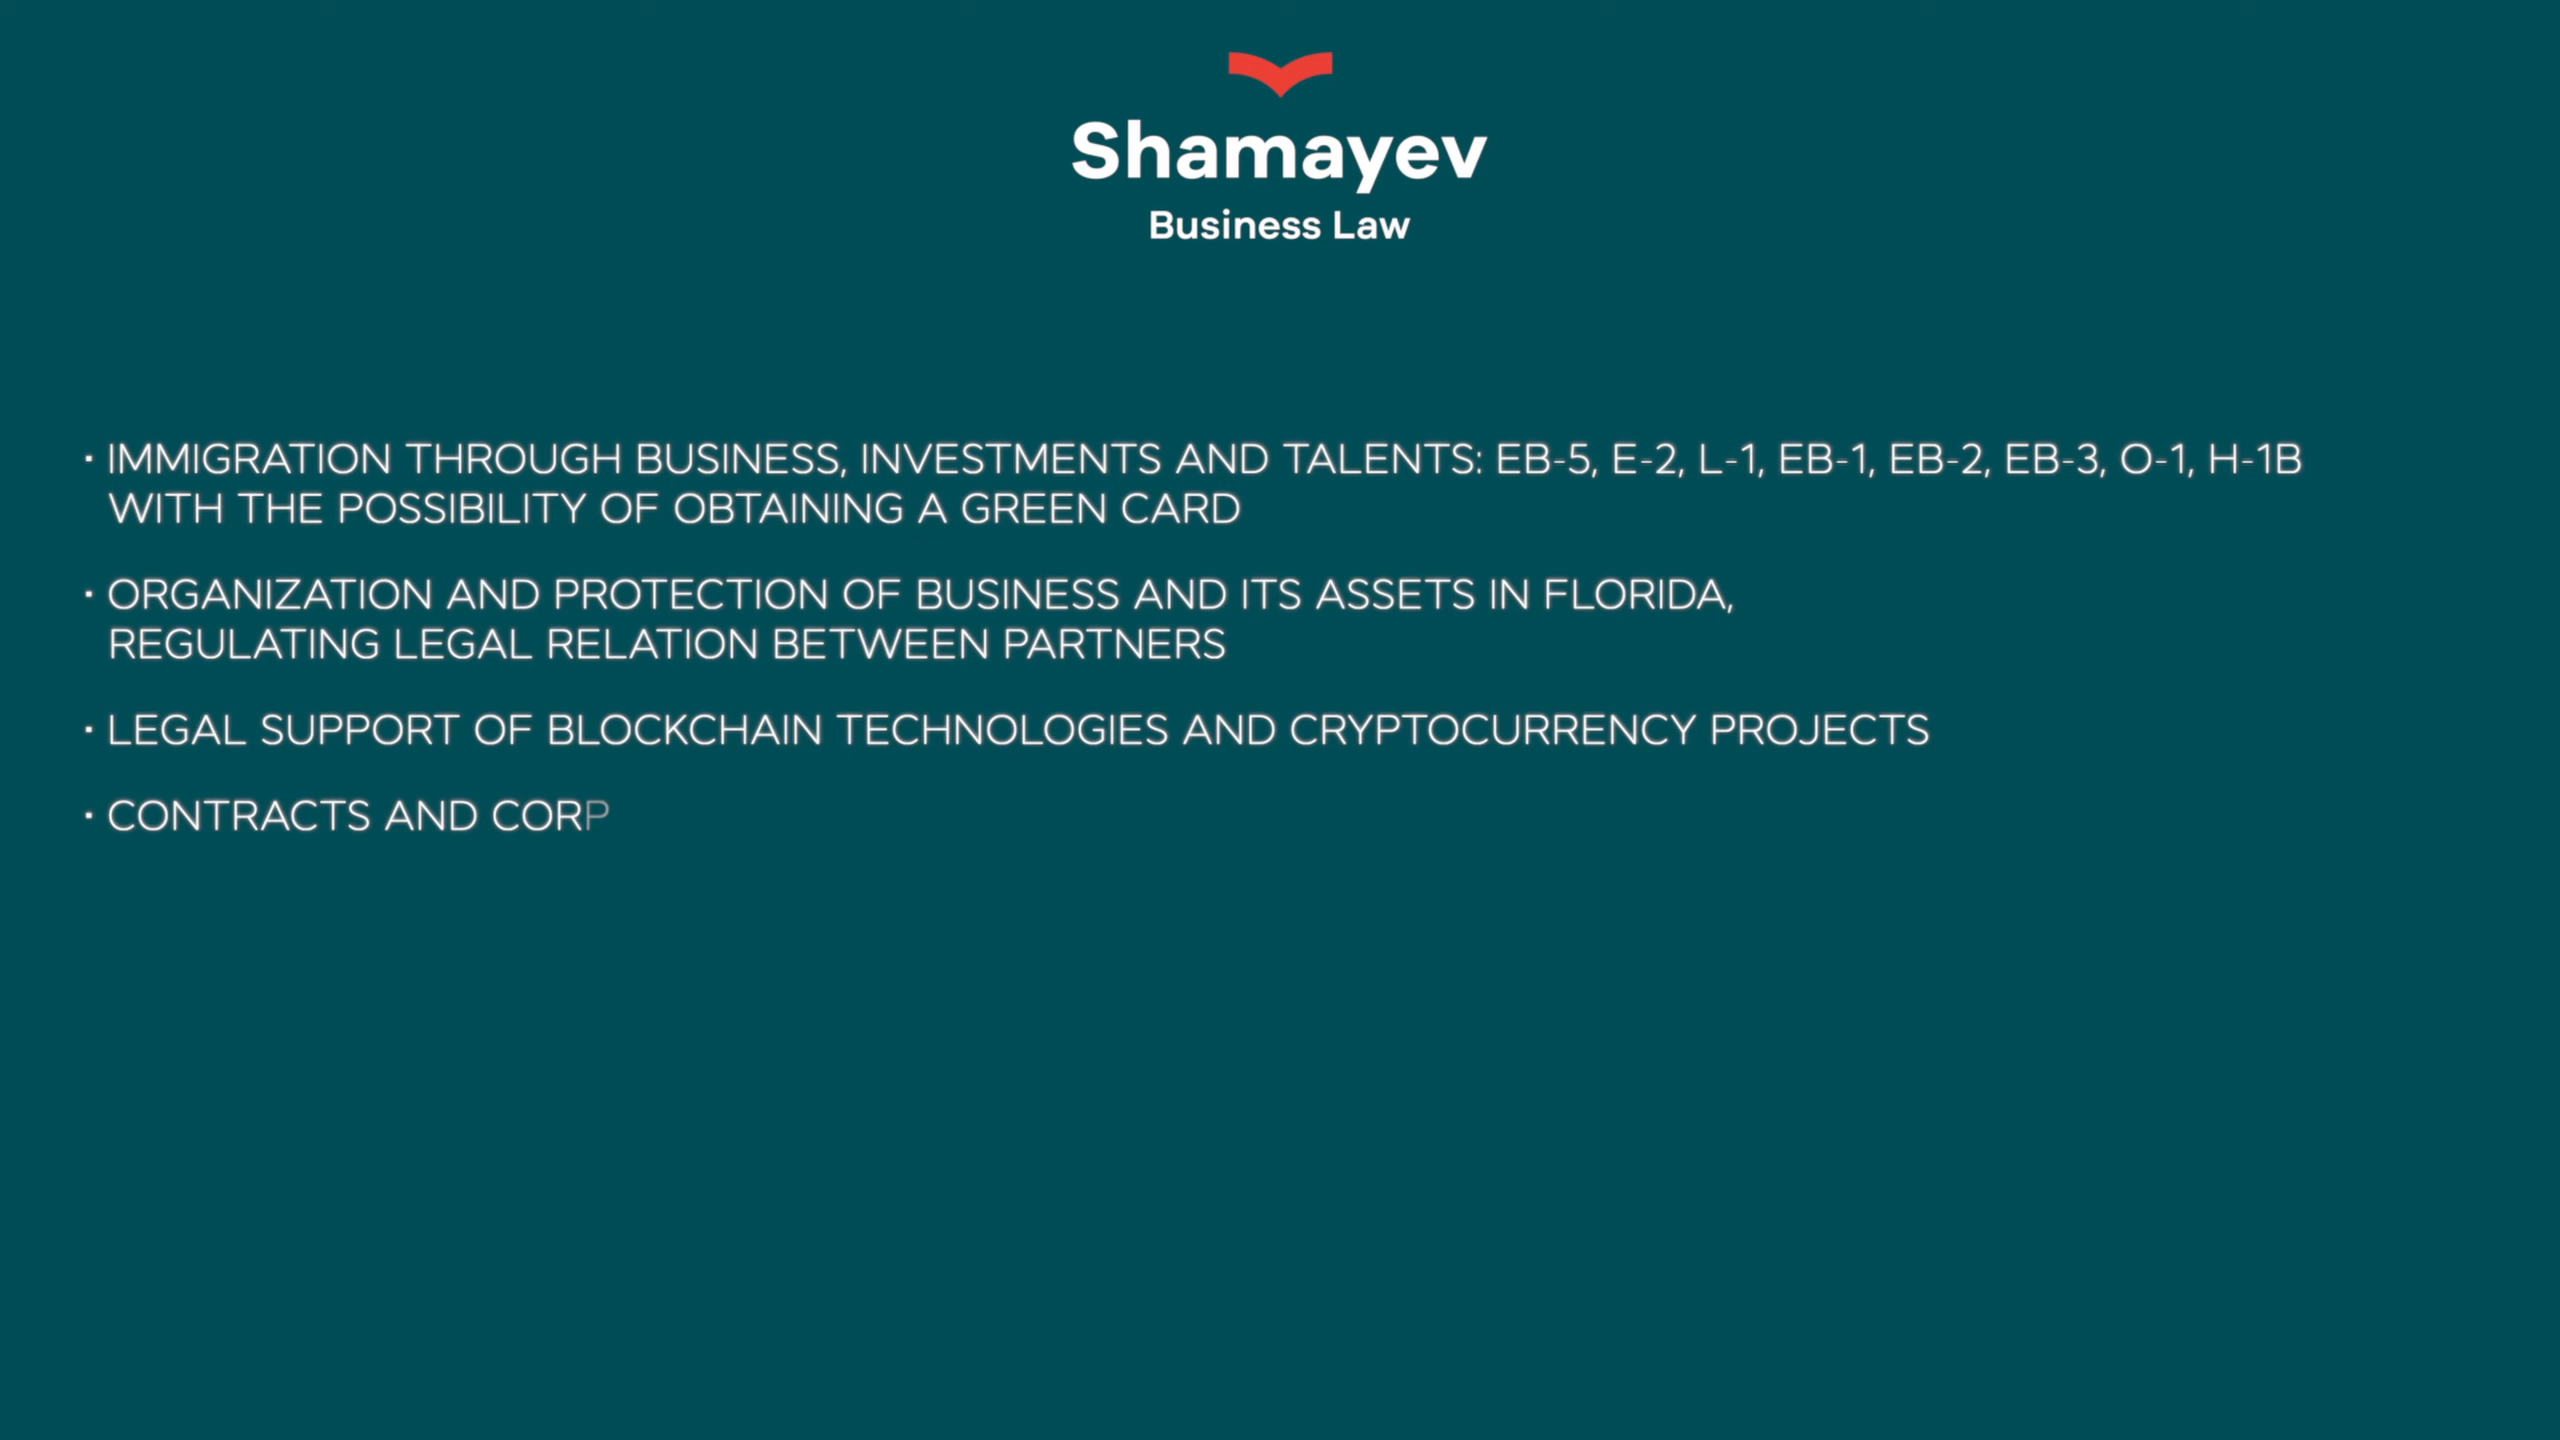 Shamayev
Business Law
· IMMIGRATION THROUGH BUSINESS, INVESTMENTS AND TALENTS: EB-5, E-2, L-1, EB-1, EB-2, EB-3, O-1, H-1B
WITH THE POSSIBILITY OF OBTAINING A GREEN CARD
· ORGANIZATION AND PROTECTION OF BUSINESS AND ITS ASSETS IN FLORIDA,
REGULATING LEGAL RELATION BETWEEN PARTNERS
· LEGAL SUPPORT OF BLOCKCHAIN TECHNOLOGIES AND CRYPTOCURRENCY PROJECTS
· CONTRACTS AND CORP